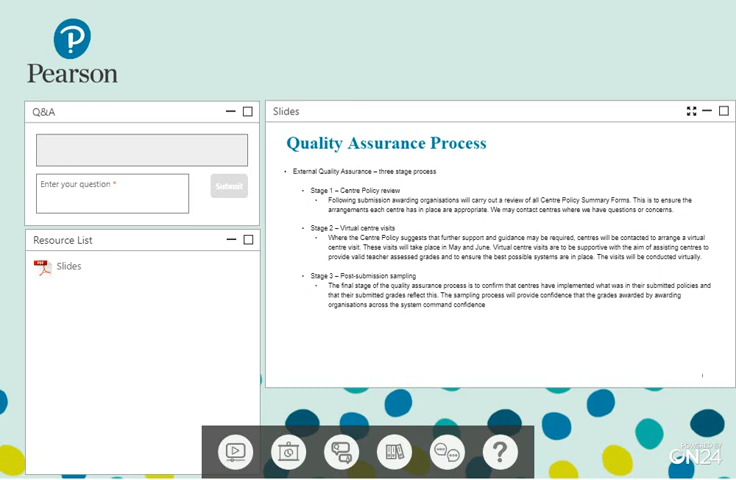 Pearson
Q&A
Enter your question *
Submit
Resource List
PDF
Slides
Slides
Quality Assurance Process
• External Quality Assurance – three stage process
• Stage 1 – Centre Policy review
• Following submission awarding organisations will carry out a review of all Centre Policy Summary Forms. This is to ensure the
arrangements each centre has in place are appropriate. We may contact centres where we have questions or concerns.
• Stage 2 – Virtual centre visits
• Where the Centre Policy suggests that further support and guidance may be required, centres will be contacted to arrange a virtual
centre visit. These visits will take place in May and June. Virtual centre visits are to be supportive with the aim of assisting centres to
provide valid teacher assessed grades and to ensure the best possible systems are in place. The visits will be conducted virtually.
• Stage 3 – Post-submission sampling
• The final stage of the quality assurance process is to confirm that centres have implemented what was in their submitted policies and
that their submitted grades reflect this. The sampling process will provide confidence that the grades awarded by awarding
organisations across the system command confidence
1
?
POWERED BY
ON24